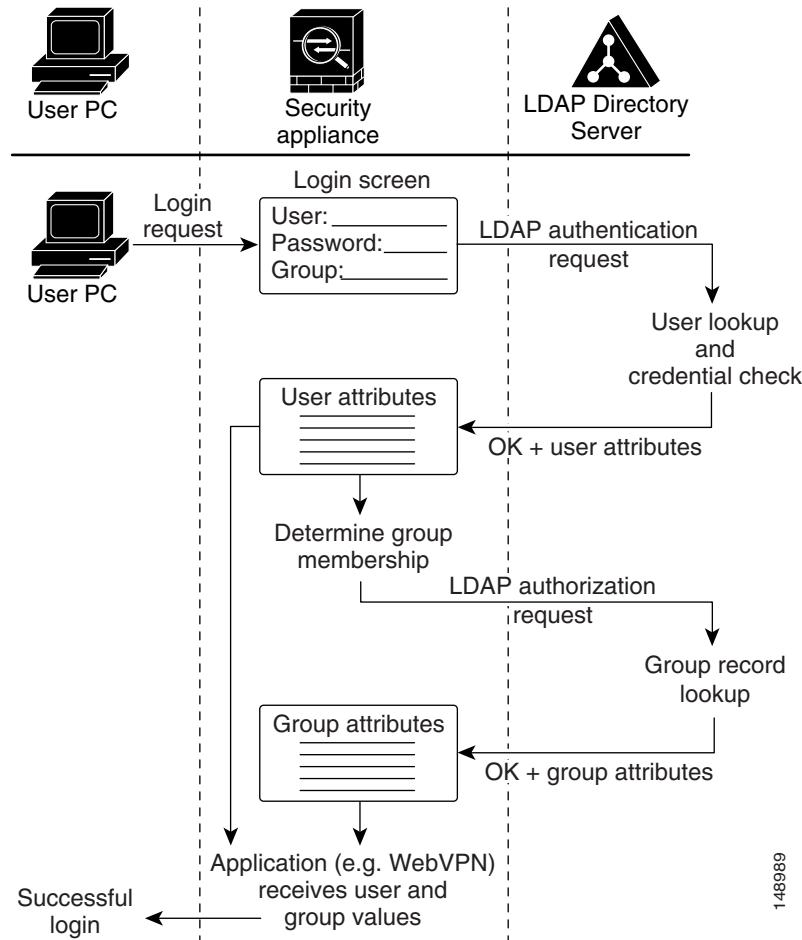 User PC
Security
appliance
LDAP Directory
Server
Login screen
Login
request
User:
Password:
Group:
User PC
LDAP authentication
request
User lookup
and
credential check
User attributes
OK + user attributes
Determine group
membership
LDAP authorization
request
Group record
lookup
Group attributes
OK + group attributes
Application (e.g. WebVPN)
receives user and
group values
Successful
login
148989